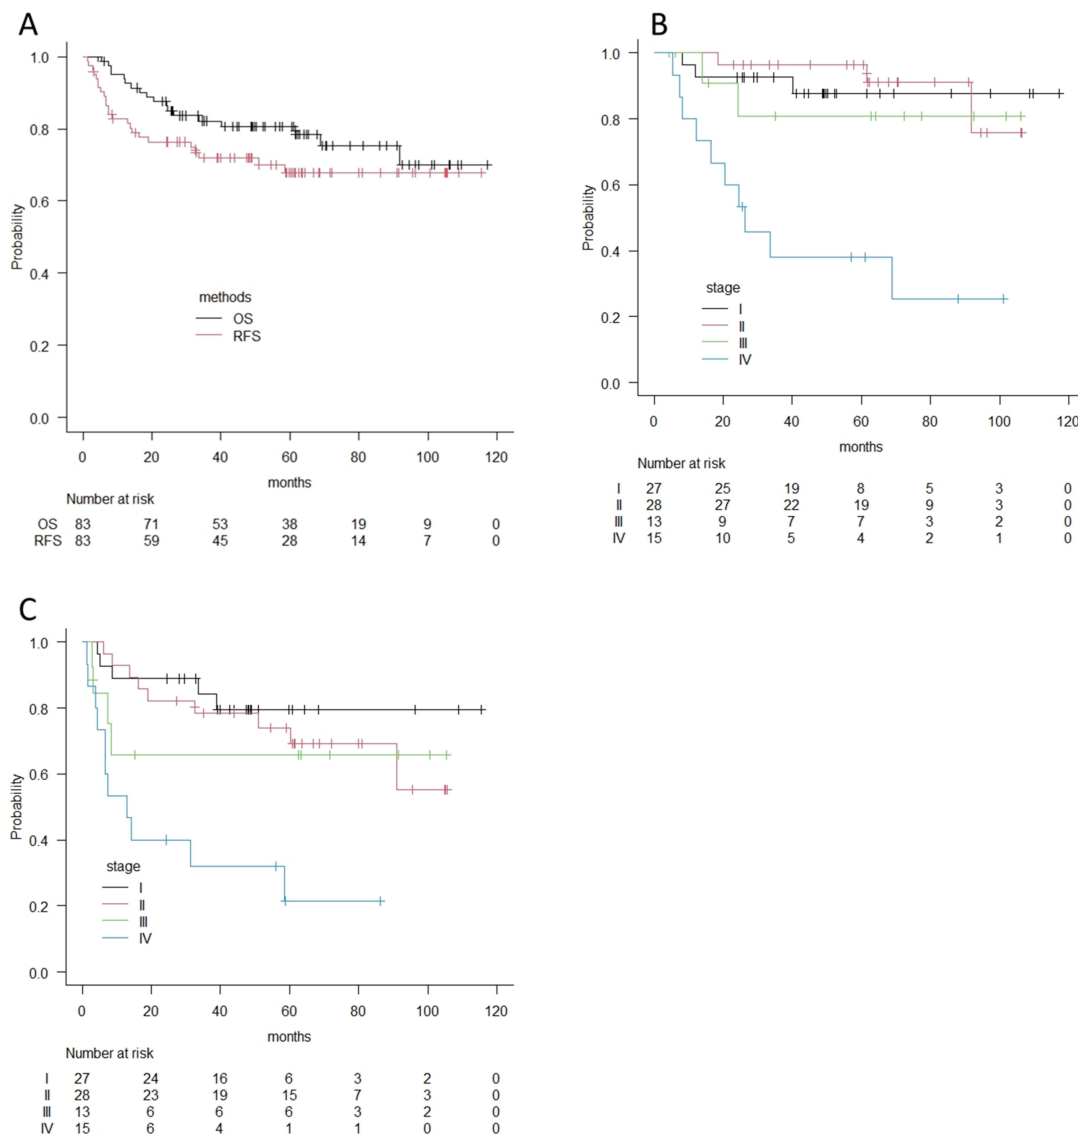 A
1.0
0.8
0.6
0.4
0.2
0.0
Probability
methods
OS
RFS
0 20 40 60 80 100 120
months
Number at risk
OS 83 71 53 38 19 9 0
RFS 83 59 45 28 14 7 0
B
1.0
0.8
0.6
0.4
0.2
0.0
Probability
stage
I
II
III
IV
0 20 40 60 80 100 120
months
Number at risk
I 27 25 19 8 5 3 0
II 28 27 22 19 9 3 0
III 13 9 7 7 3 2 0
IV 15 10 5 4 2 1 0
C
1.0
0.8
0.6
0.4
0.2
0.0
Probability
stage
I
II
III
IV
0 20 40 60 80 100 120
months
Number at risk
I 27 24 16 6 3 2 0
II 28 23 19 15 7 3 0
III 13 6 6 6 3 2 0
IV 15 6 4 1 1 0 0